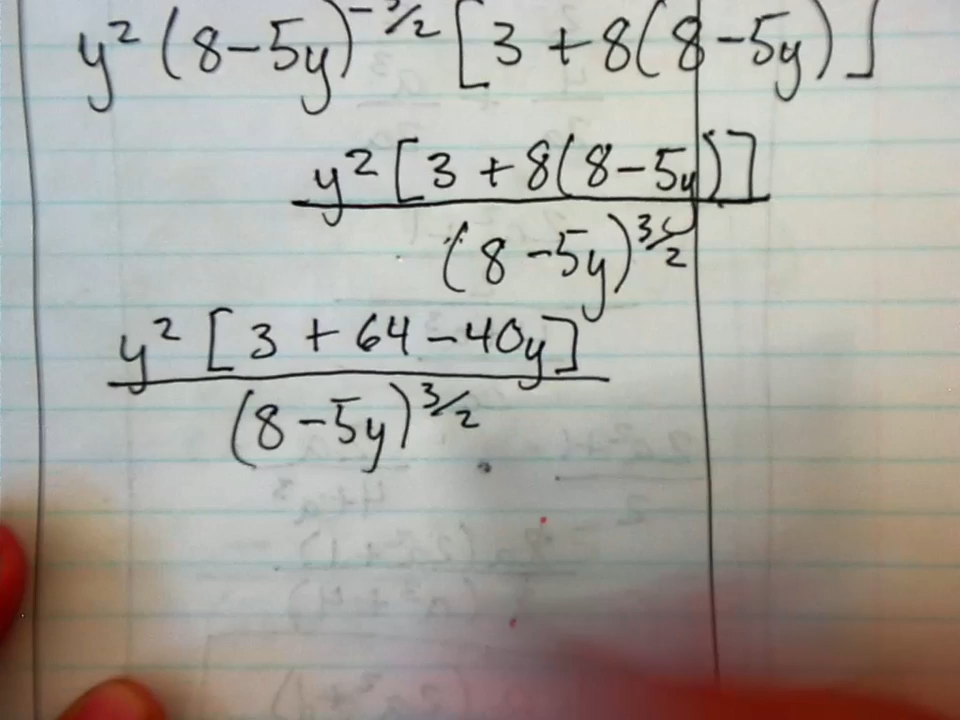 y² (8-5y)^-3/2 [3 + 8(8-5y)]
y² [3 + 8(8-5y)]
(8-5y)^3/2
y² [3 + 64 - 40y]
(8-5y)^3/2